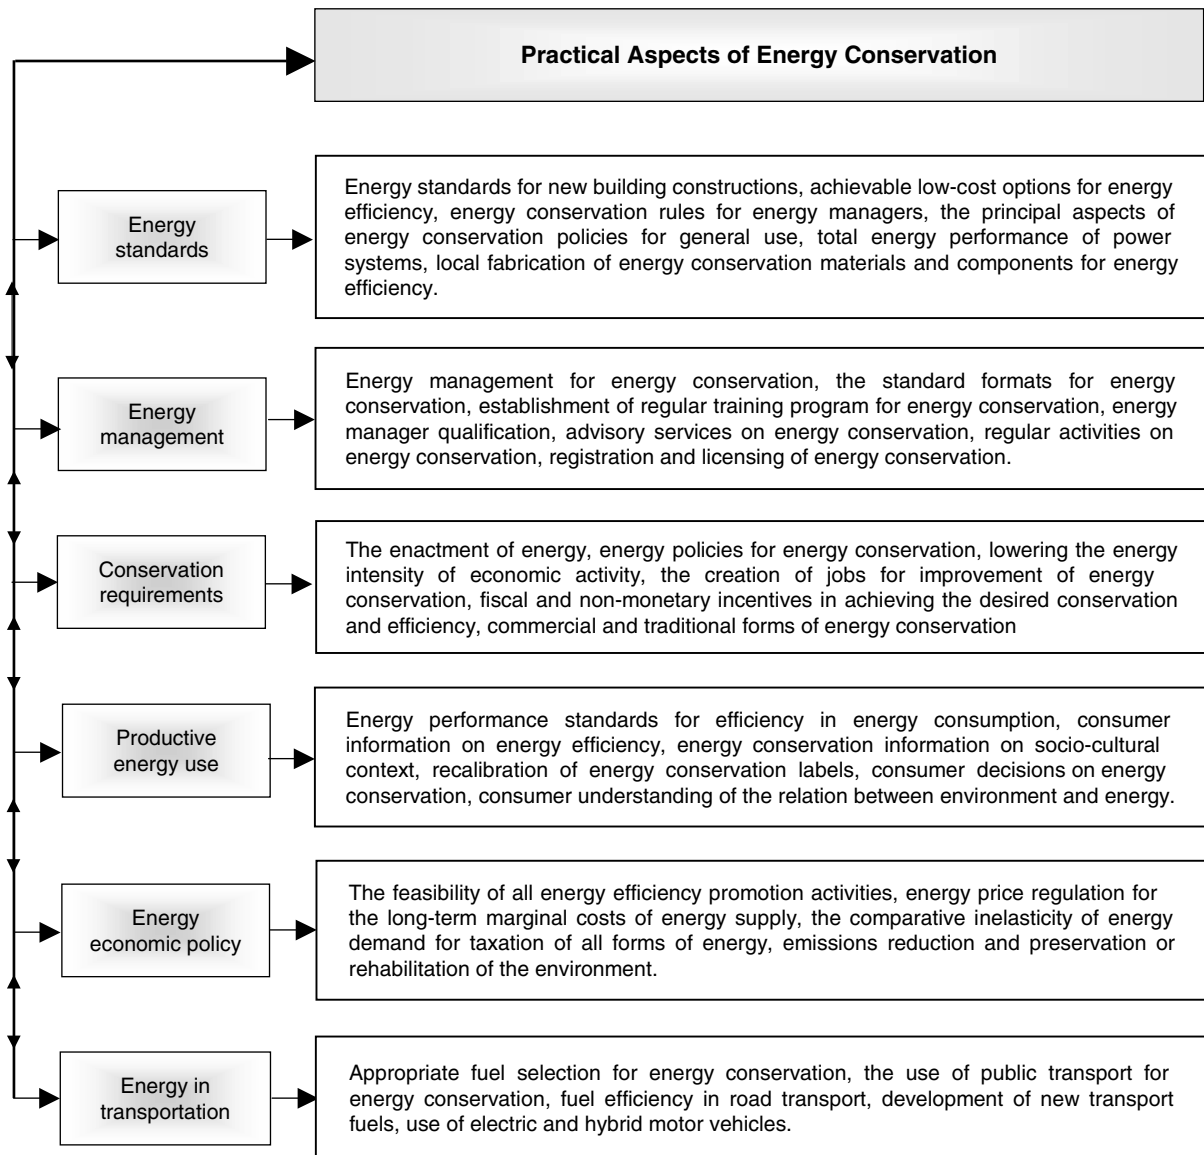 Practical Aspects of Energy Conservation
Energy
standards
Energy standards for new building constructions, achievable low-cost options for energy
efficiency, energy conservation rules for energy managers, the principal aspects of
energy conservation policies for general use, total energy performance of power
systems, local fabrication of energy conservation materials and components for energy
efficiency.
Energy
management
Energy management for energy conservation, the standard formats for energy
conservation, establishment of regular training program for energy conservation, energy
manager qualification, advisory services on energy conservation, regular activities on
energy conservation, registration and licensing of energy conservation.
Conservation
requirements
The enactment of energy, energy policies for energy conservation, lowering the energy
intensity of economic activity, the creation of jobs for improvement of energy
conservation, fiscal and non-monetary incentives in achieving the desired conservation
and efficiency, commercial and traditional forms of energy conservation
Productive
energy use
Energy performance standards for efficiency in energy consumption, consumer
information on energy efficiency, energy conservation information on socio-cultural
context, recalibration of energy conservation labels, consumer decisions on energy
conservation, consumer understanding of the relation between environment and energy.
Energy
economic policy
The feasibility of all energy efficiency promotion activities, energy price regulation for
the long-term marginal costs of energy supply, the comparative inelasticity of energy
demand for taxation of all forms of energy, emissions reduction and preservation or
rehabilitation of the environment.
Energy in
transportation
Appropriate fuel selection for energy conservation, the use of public transport for
energy conservation, fuel efficiency in road transport, development of new transport
fuels, use of electric and hybrid motor vehicles.